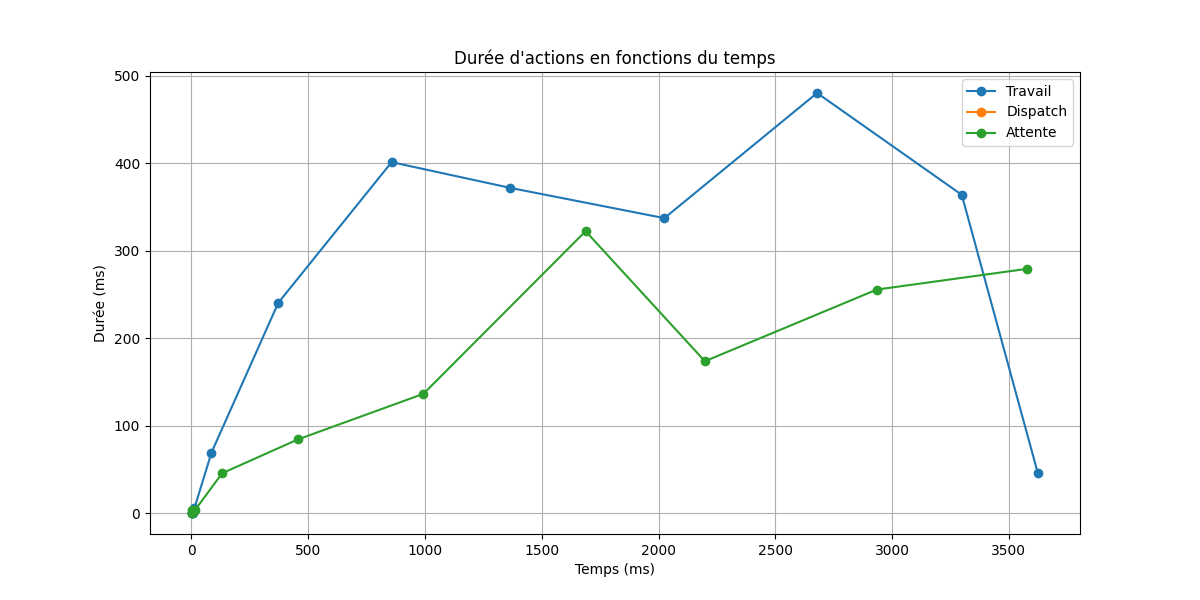 Durée d'actions en fonctions du temps
Durée (ms)
500
400
300
200
100
0
0 500 1000 1500 2000 2500 3000 3500
Temps (ms)
Travail
Dispatch
Attente